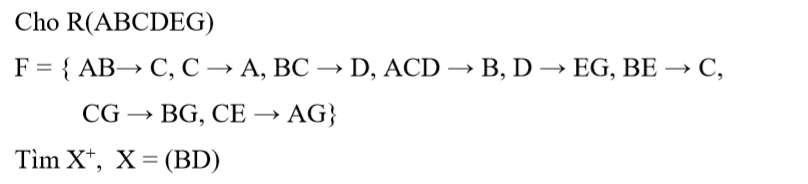 Cho R(ABCDEG)
F = { AB→ C, C → A, BC → D, ACD → B, D → EG, BE → C,
CG → BG, CE → AG}
Tìm X⁺, X = (BD)